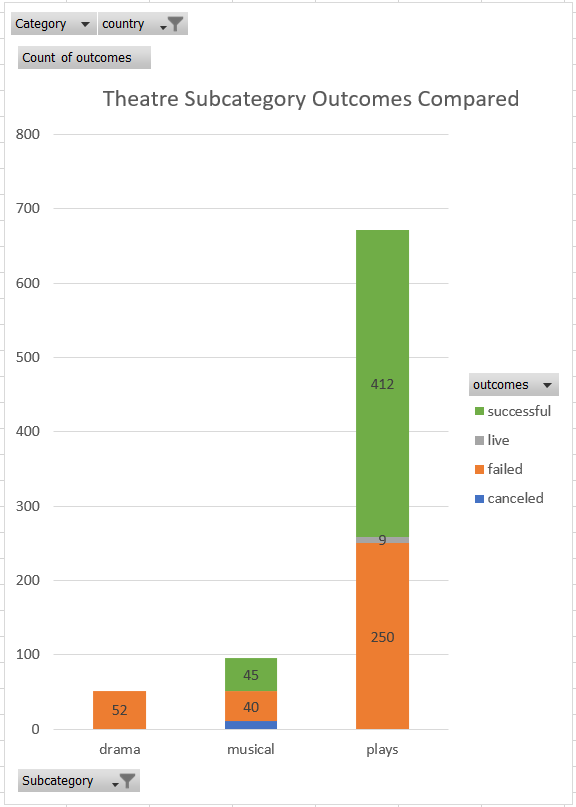 Category country
Count of outcomes
Theatre Subcategory Outcomes Compared
800
700
600
500
400
300
200
100
0
412
9
250
45
40
52
drama musical plays
outcomes
successful
live
failed
canceled
Subcategory